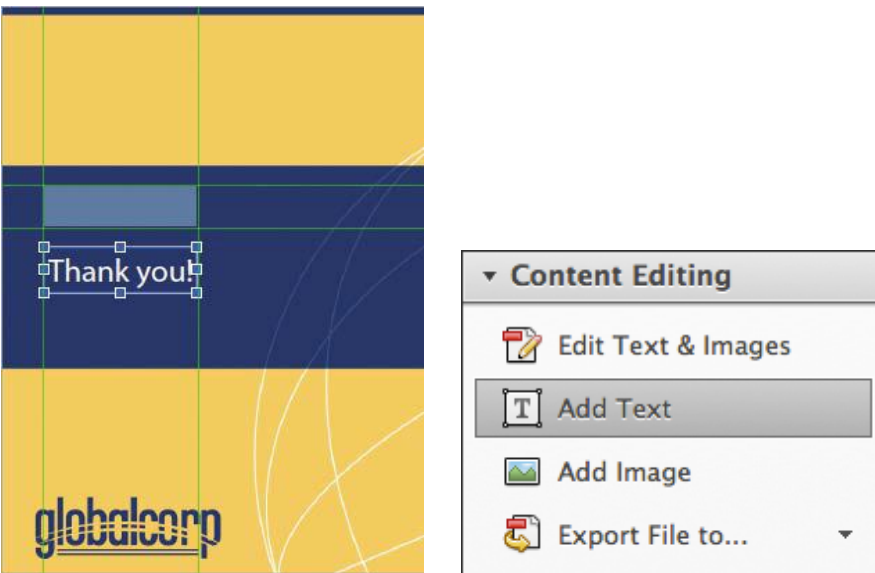 Thank you!
globalcorp
Content Editing
Edit Text & Images
T Add Text
Add Image
Export File to...